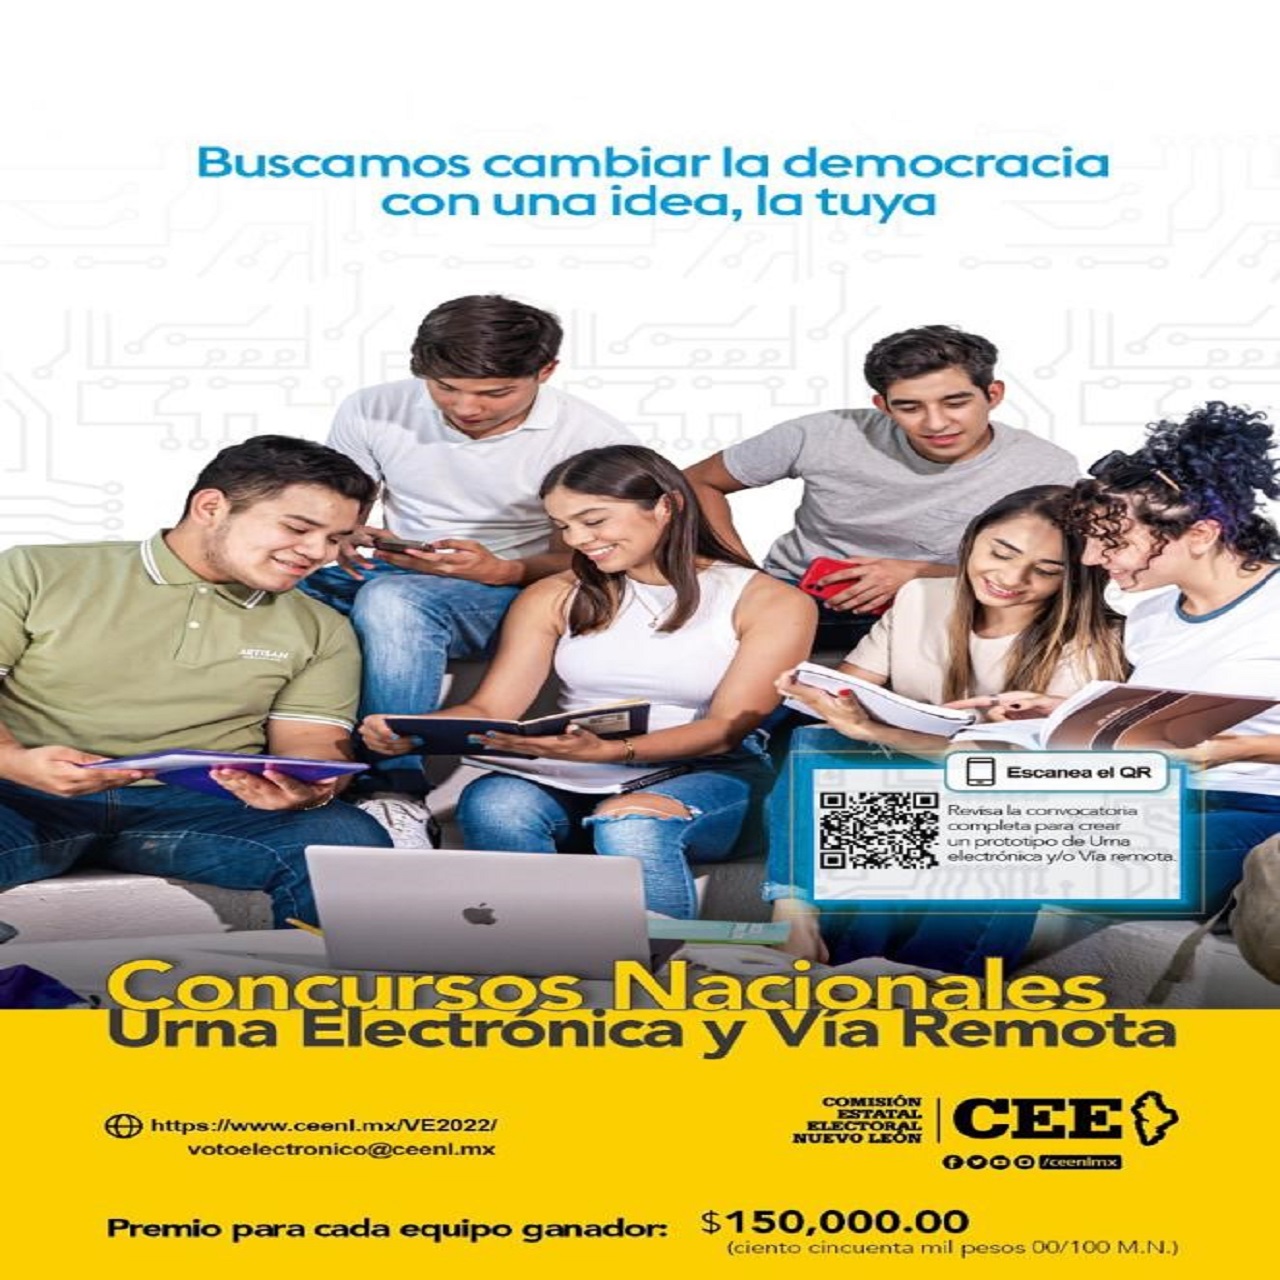 Buscamos cambiar la democracia
con una idea, la tuya
ARTISAN
Escanea el QR
Revisa la convocatoria
completa para crear
un prototipo de Urna
electrónica y/o Vía remota.
Concursos Nacionales
Urna Electrónica y Vía Remota
https://www.ceenl.mx/VE2022/
votoelectronico@ceenl.mx
COMISIÓN
ESTATAL
ELECTORAL
NUEVO LEÓN
CEE
/ceenlmx
Premio para cada equipo ganador: $150,000.00
(ciento cincuenta mil pesos 00/100 M.N.)